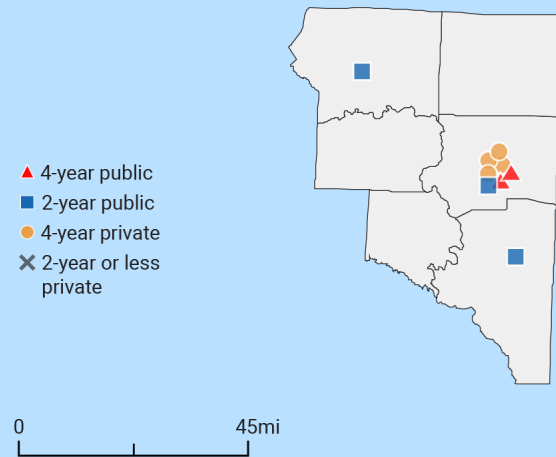 4-year public
2-year public
4-year private
2-year or less
private
0 45mi